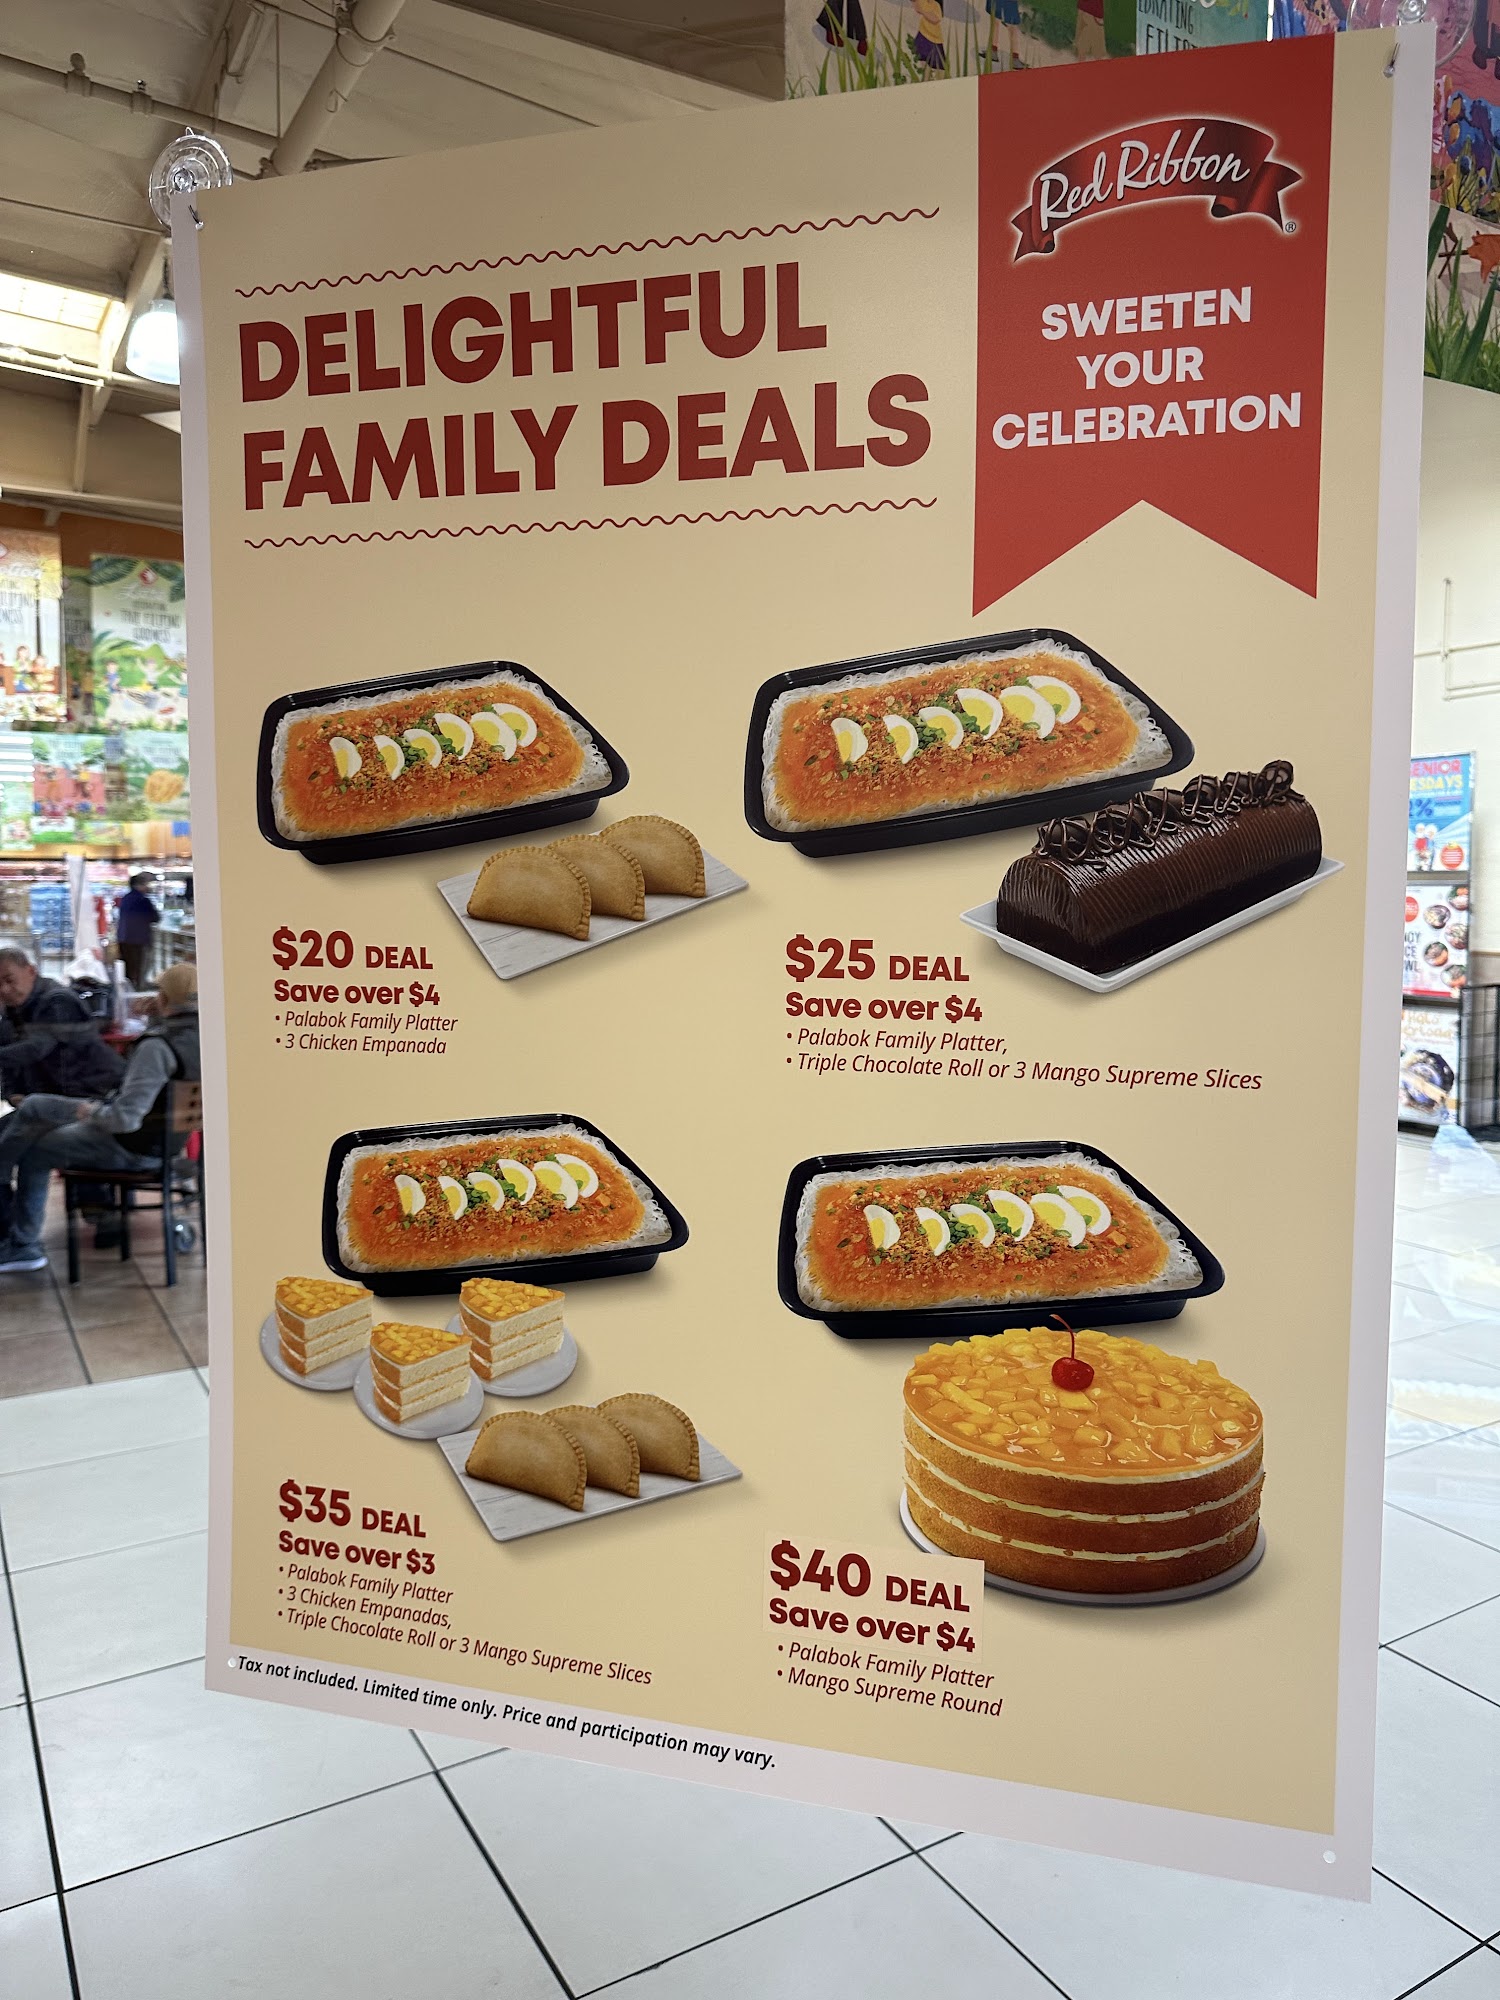 Red Ribbon®
SWEETEN
YOUR
CELEBRATION
DELIGHTFUL
FAMILY DEALS
$20 DEAL
Save over $4
• Palabok Family Platter
• 3 Chicken Empanada
$25 DEAL
Save over $4
• Palabok Family Platter,
• Triple Chocolate Roll or 3 Mango Supreme Slices
$35 DEAL
Save over $3
• Palabok Family Platter
• 3 Chicken Empanadas,
• Triple Chocolate Roll or 3 Mango Supreme Slices
$40 DEAL
Save over $4
• Palabok Family Platter
• Mango Supreme Round
Tax not included. Limited time only. Price and participation may vary.